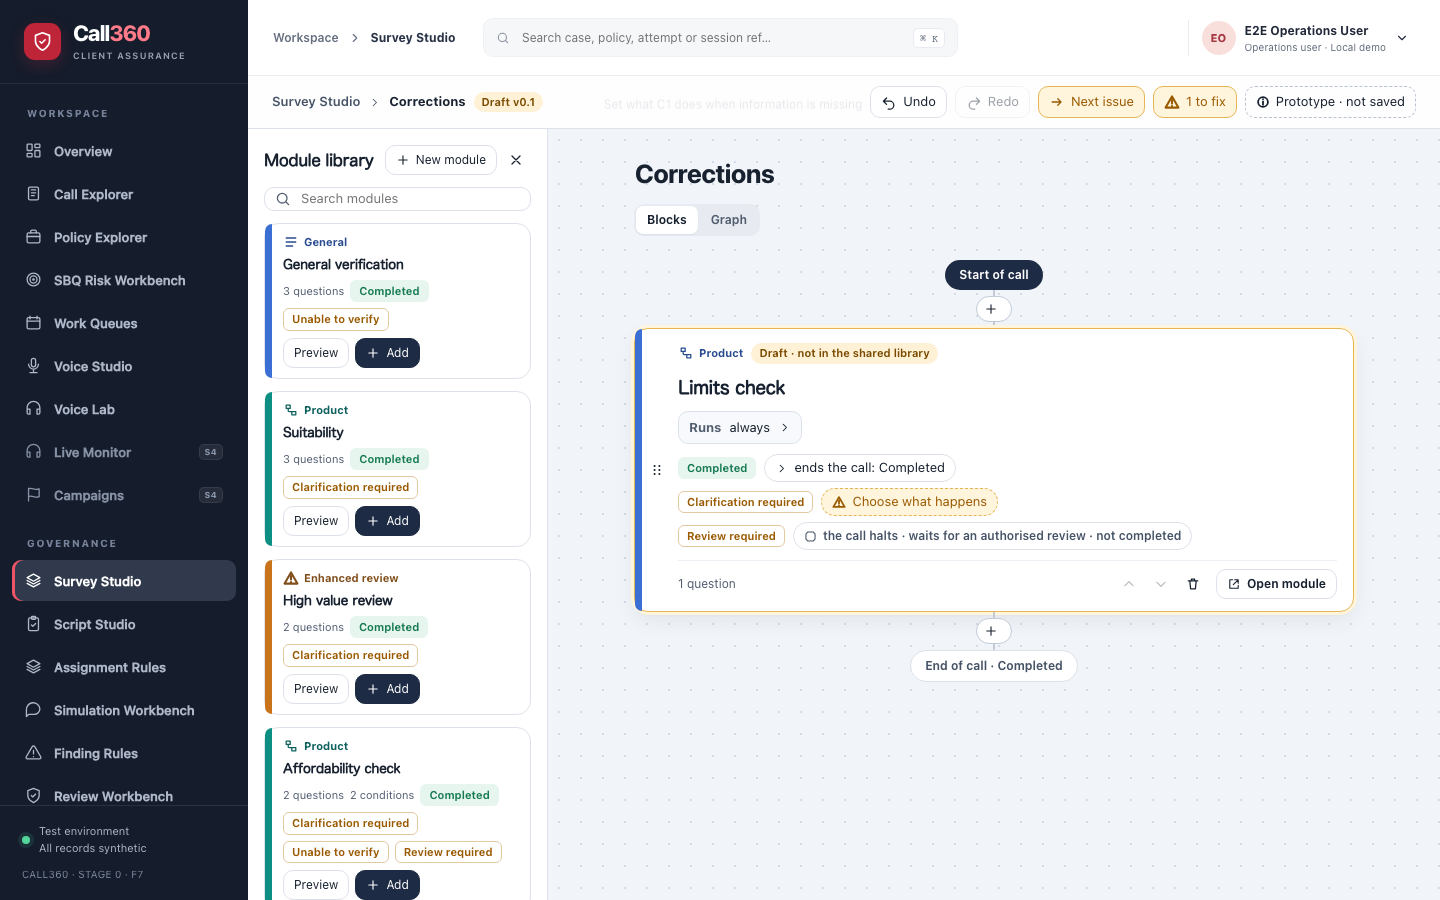 Call360
CLIENT ASSURANCE
WORKSPACE
Overview
Call Explorer
Policy Explorer
SBQ Risk Workbench
Work Queues
Voice Studio
Voice Lab
Live Monitor S4
Campaigns S4
GOVERNANCE
Survey Studio
Script Studio
Assignment Rules
Simulation Workbench
Finding Rules
Review Workbench
Test environment
All records synthetic
CALL360 · STAGE 0 · F7
Workspace > Survey Studio
Search case, policy, attempt or session ref...
⌘ K
EO
E2E Operations User
Operations user · Local demo
Survey Studio > Corrections Draft v0.1
Set what C1 does when information is missing
Undo
Redo
Next issue
1 to fix
Prototype · not saved
Module library
New module
Search modules
General
General verification
3 questions Completed
Unable to verify
Preview + Add
Product
Suitability
3 questions Completed
Clarification required
Preview + Add
Enhanced review
High value review
2 questions Completed
Clarification required
Preview + Add
Product
Affordability check
2 questions 2 conditions Completed
Clarification required
Unable to verify Review required
Preview + Add
Corrections
Blocks Graph
Start of call
+
Product Draft · not in the shared library
Limits check
Runs always >
Completed > ends the call: Completed
Clarification required Choose what happens
Review required the call halts · waits for an authorised review · not completed
1 question
Open module
+
End of call · Completed